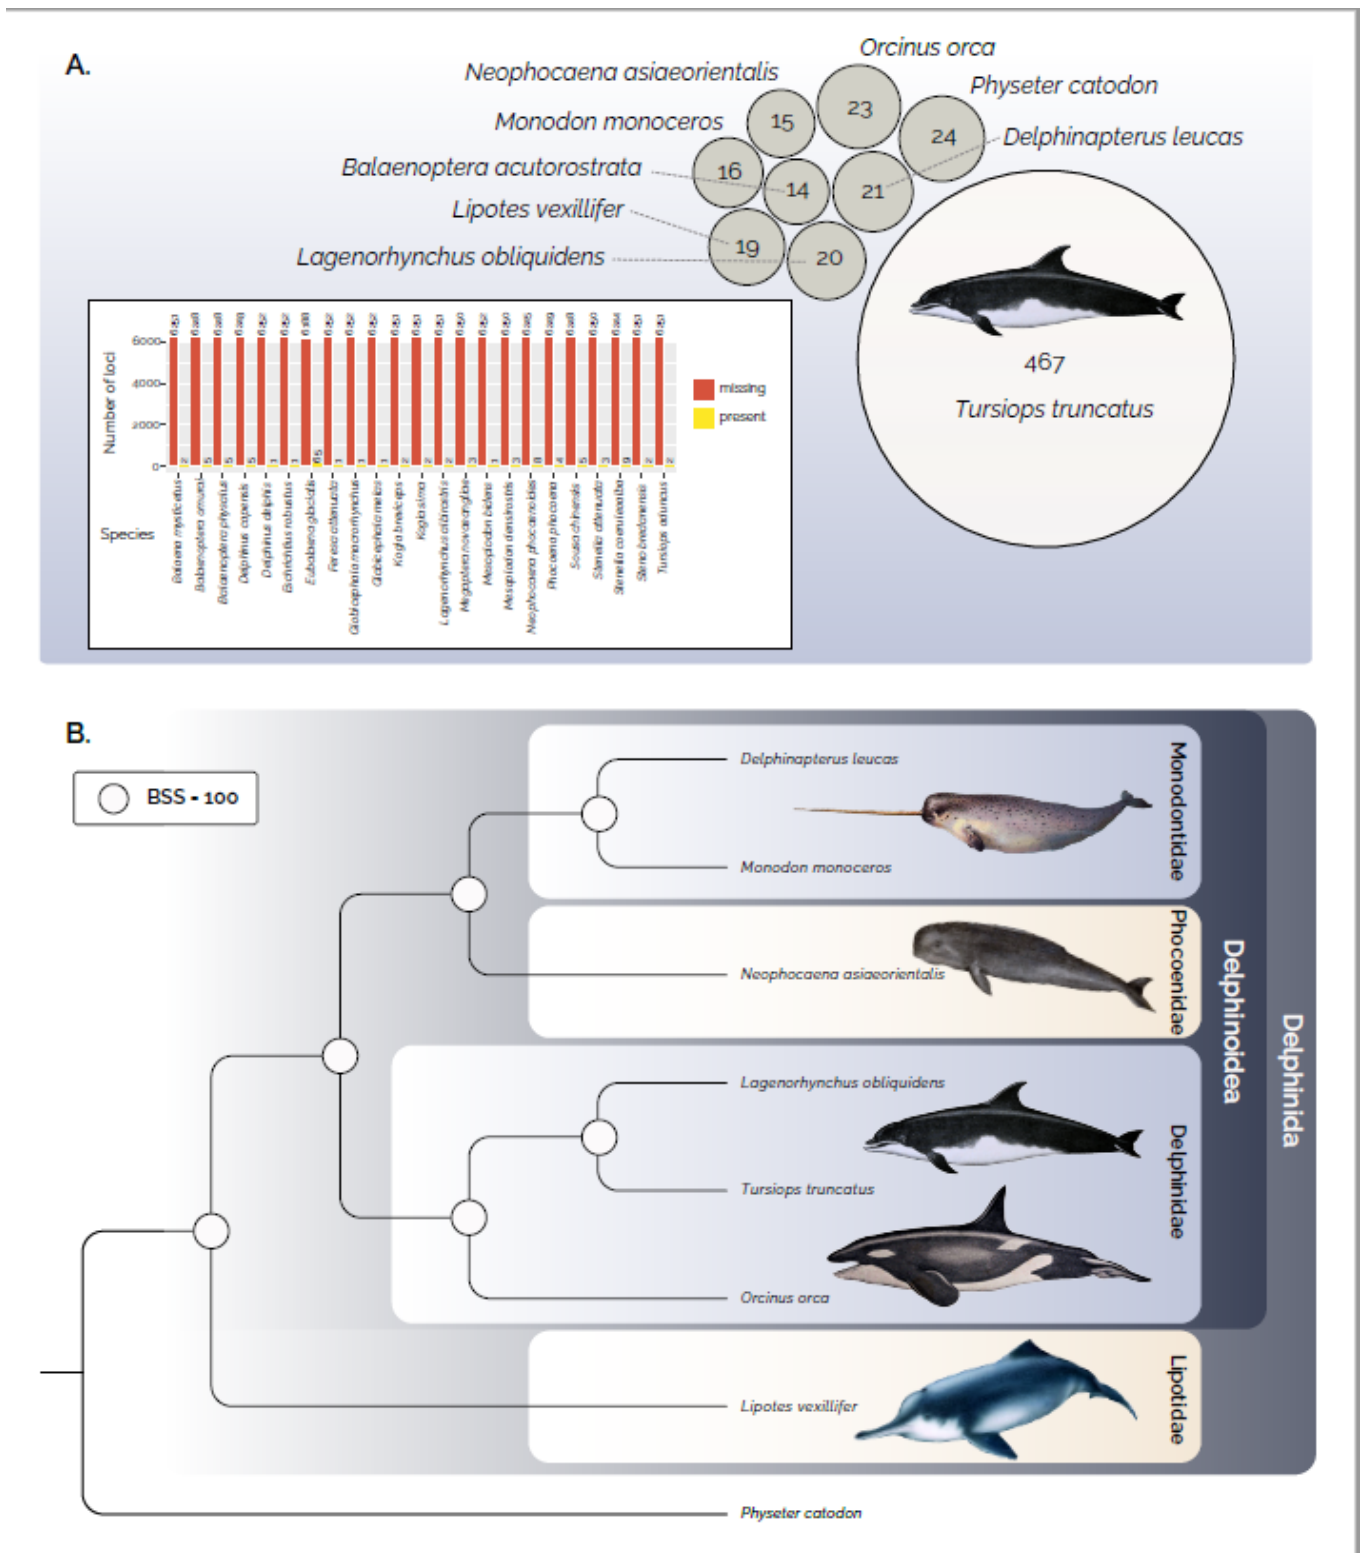 A.
Orcinus orca
Neophocaena asiaeorientalis
Physeter catodon
Monodon monoceros
Delphinapterus leucas
Balaenoptera acutorostrata
Lipotes vexillifer
Lagenorhynchus obliquidens
15
23
24
16
14
21
19
20
467
Tursiops truncatus
Number of loci
6000
4000
2000
0
missing
present
Species
Balaena mysticetus
Balaenoptera physalus
Delphinus capensis
Delphinus delphis
Eschrichtius robustus
Eubalaena glacialis
Feresa attenuata
Globicephala macrorhynchus
Globicephala melas
Kogia breviceps
Kogia sima
Lagenorhynchus albirostris
Megaptera novaeangliae
Mesoplodon bidens
Mesoplodon densirostris
Neophocaena phocaenoides
Phocaena phocaena
Sousa chinensis
Stenella attenuata
Stenella coeruleoalba
Steno bredanensis
Tursiops aduncus
B.
BSS - 100
Delphinapterus leucas
Monodon monoceros
Monodontidae
Neophocaena asiaeorientalis
Phocoenidae
Lagenorhynchus obliquidens
Tursiops truncatus
Orcinus orca
Delphinidae
Delphinoidea
Delphinida
Lipotes vexillifer
Lipotidae
Physeter catodon